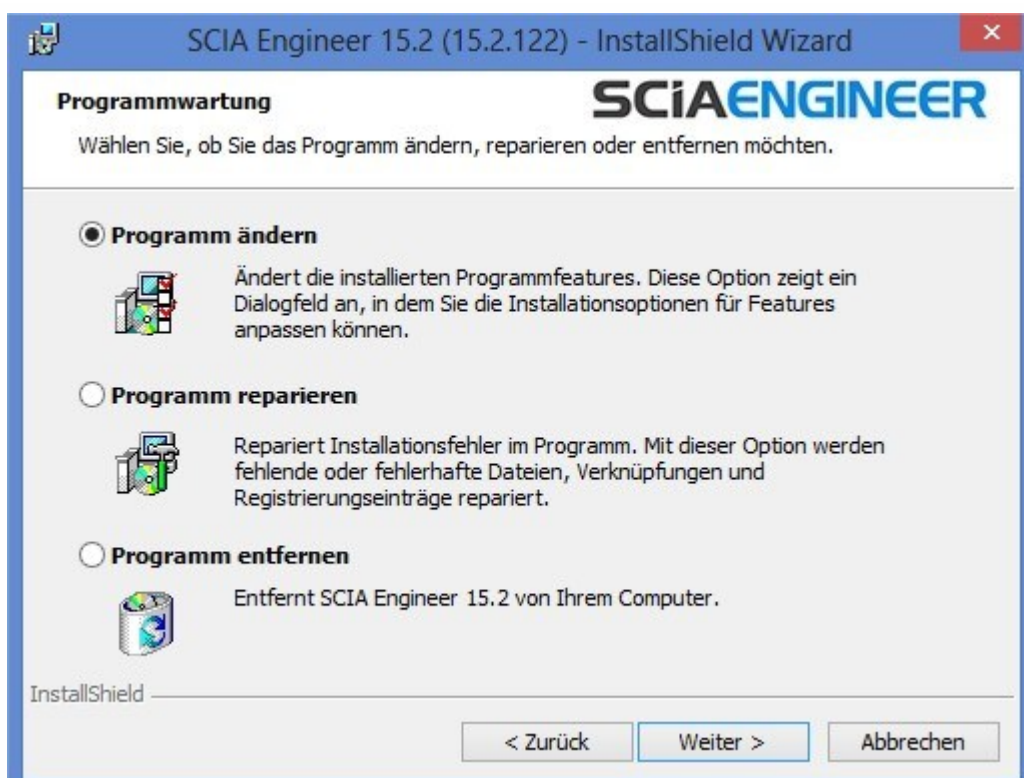 SCIA Engineer 15.2 (15.2.122) - InstallShield Wizard
Programmwartung
SCiAENGINEER
Wählen Sie, ob Sie das Programm ändern, reparieren oder entfernen möchten.
Programm ändern
Ändert die installierten Programmfeatures. Diese Option zeigt ein
Dialogfeld an, in dem Sie die Installationsoptionen für Features
anpassen können.
Programm reparieren
Repariert Installationsfehler im Programm. Mit dieser Option werden
fehlende oder fehlerhafte Dateien, Verknüpfungen und
Registrierungseinträge repariert.
Programm entfernen
Entfernt SCIA Engineer 15.2 von Ihrem Computer.
InstallShield
< Zurück
Weiter >
Abbrechen